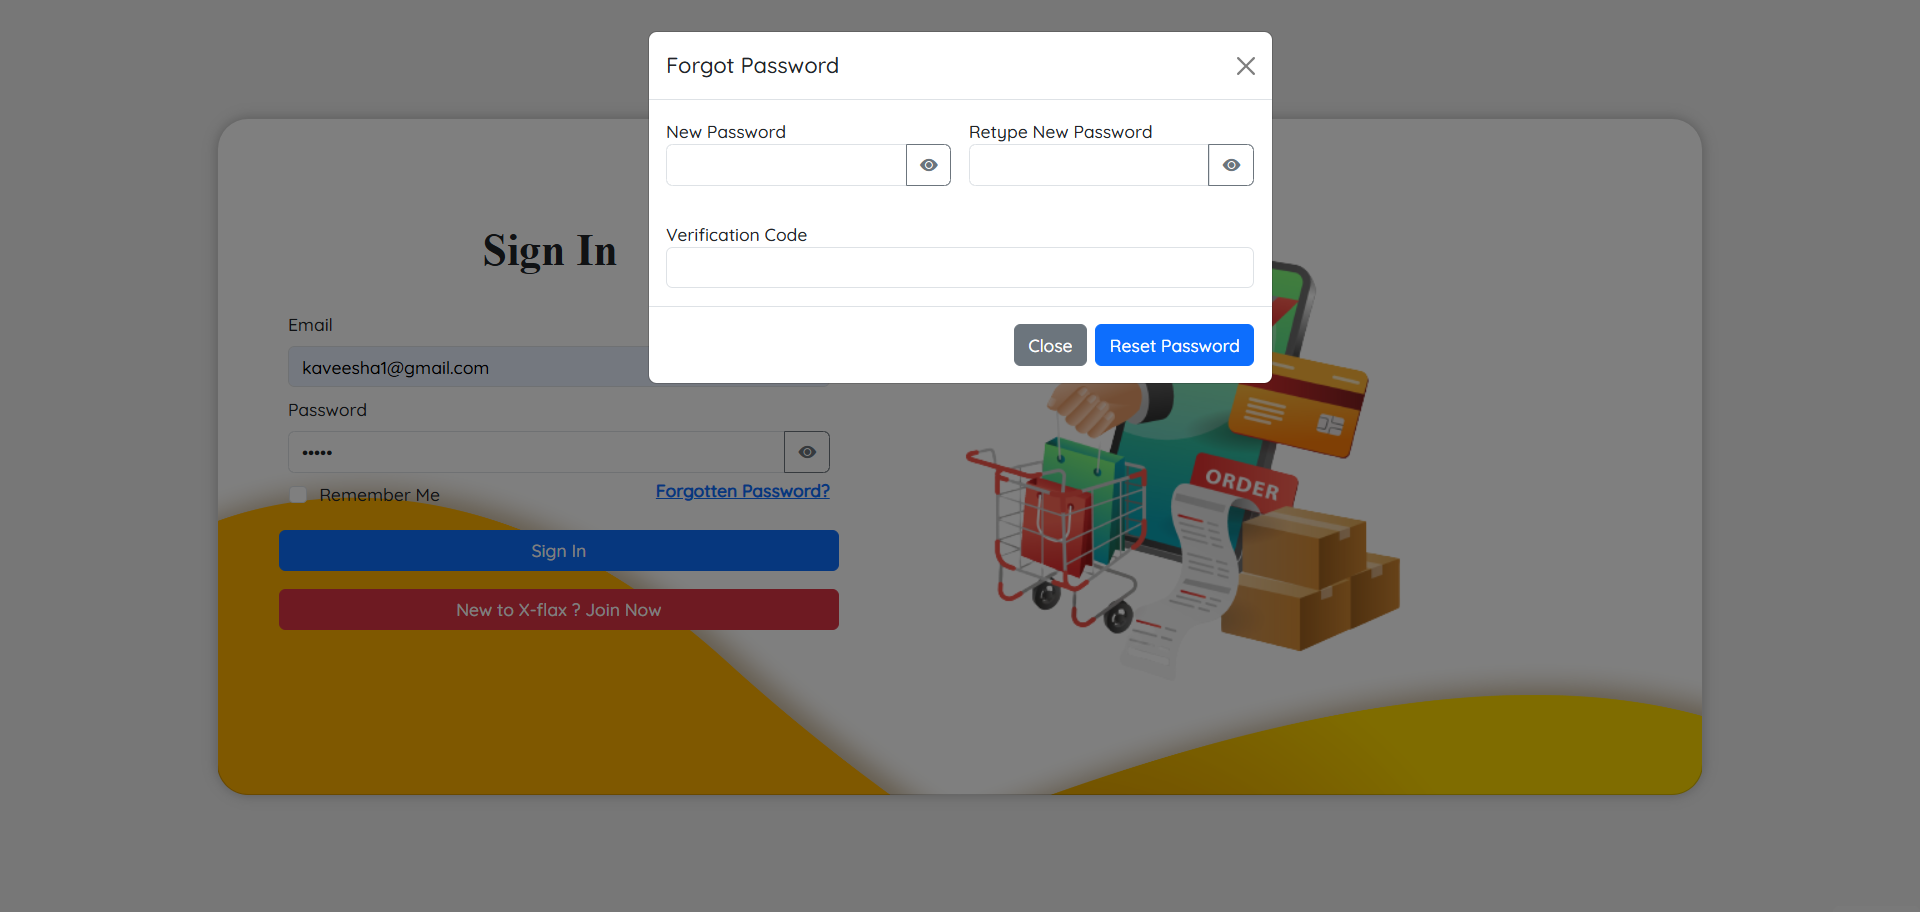 Forgot Password
New Password
Retype New Password
Verification Code
Close
Reset Password
Sign In
Email
kaveesha1@gmail.com
Password
•••••
Remember Me
Forgotten Password?
Sign In
New to X-flax ? Join Now
ORDER